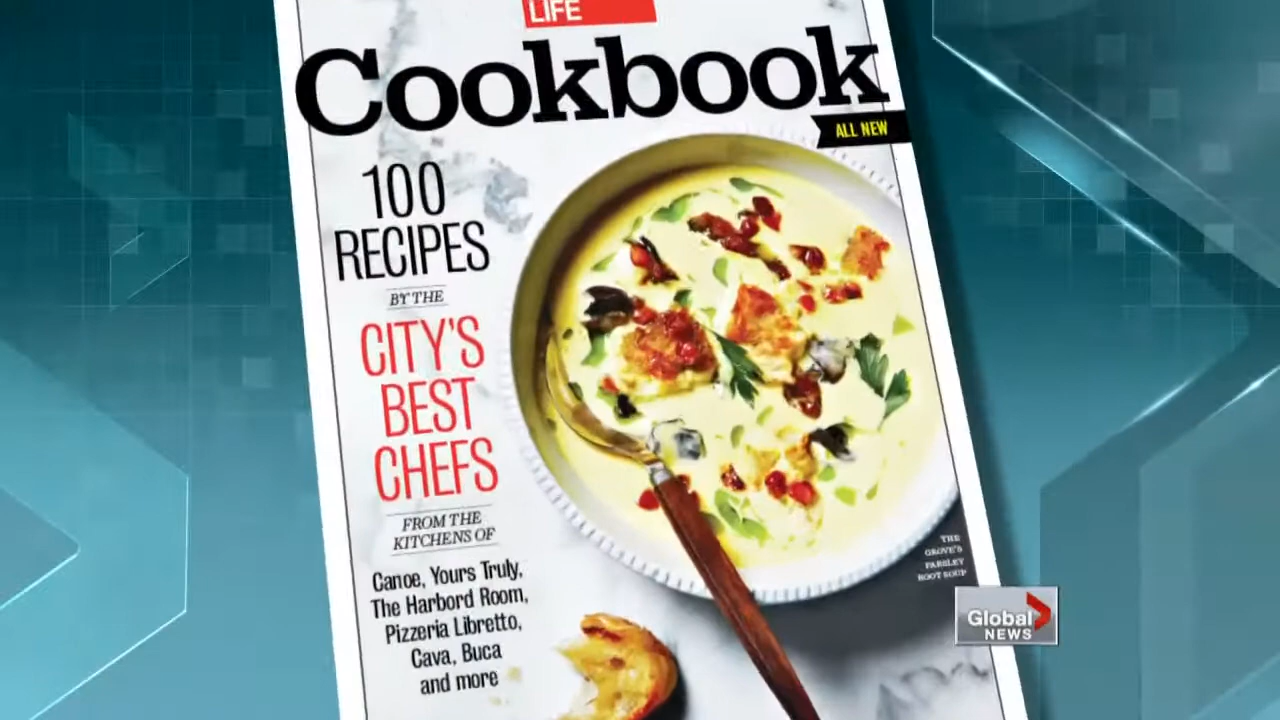 LIFE
Cookbook
ALL NEW
100
RECIPES
BY THE
CITY'S
BEST
CHEFS
FROM THE
KITCHENS OF
Canoe, Yours Truly,
The Harbord Room,
Pizzeria Libretto,
Cava, Buca
and more
THE
GROVE'S
PARSLEY
ROOT SOUP
Global
NEWS